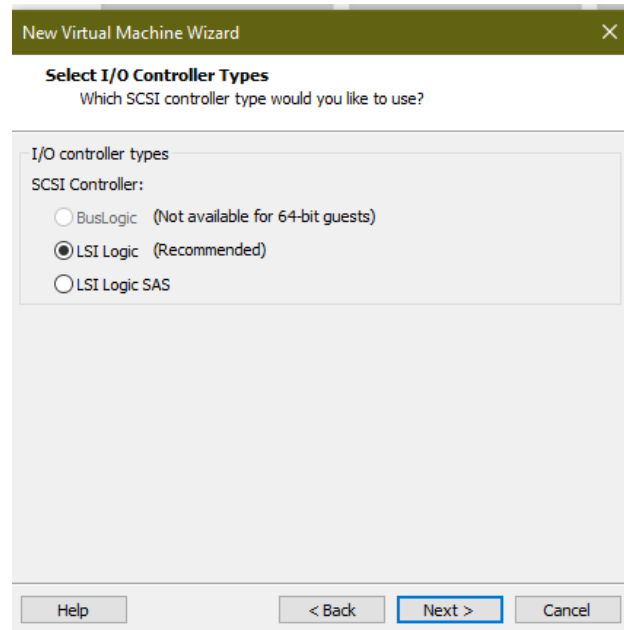 New Virtual Machine Wizard
Select I/O Controller Types
Which SCSI controller type would you like to use?
I/O controller types
SCSI Controller:
BusLogic (Not available for 64-bit guests)
LSI Logic (Recommended)
LSI Logic SAS
Help < Back Next > Cancel